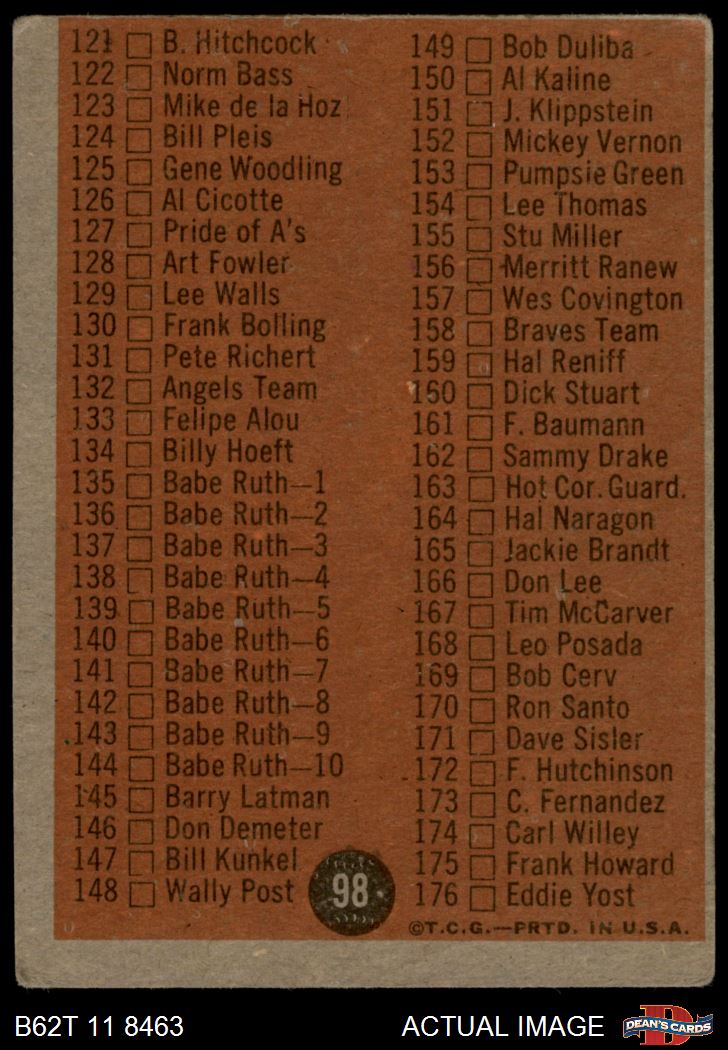 121 B. Hitchcock
122 Norm Bass
123 Mike de la Hoz
124 Bill Pleis
125 Gene Woodling
126 Al Cicotte
127 Pride of A's
128 Art Fowler
129 Lee Walls
130 Frank Bolling
131 Pete Richert
132 Angels Team
133 Felipe Alou
134 Billy Hoeft
135 Babe Ruth—1
136 Babe Ruth—2
137 Babe Ruth—3
138 Babe Ruth—4
139 Babe Ruth—5
140 Babe Ruth—6
141 Babe Ruth—7
142 Babe Ruth—8
143 Babe Ruth—9
144 Babe Ruth—10
145 Barry Latman
146 Don Demeter
147 Bill Kunkel
148 Wally Post
98
149 Bob Duliba
150 Al Kaline
151 J. Klippstein
152 Mickey Vernon
153 Pumpsie Green
154 Lee Thomas
155 Stu Miller
156 Merritt Ranew
157 Wes Covington
158 Braves Team
159 Hal Reniff
160 Dick Stuart
161 F. Baumann
162 Sammy Drake
163 Hot Cor. Guard.
164 Hal Naragon
165 Jackie Brandt
166 Don Lee
167 Tim McCarver
168 Leo Posada
169 Bob Cerv
170 Ron Santo
171 Dave Sisler
172 F. Hutchinson
173 C. Fernandez
174 Carl Willey
175 Frank Howard
176 Eddie Yost
©T.C.G.—PRTD. IN U.S.A.
B62T 11 8463
ACTUAL IMAGE
D
DEAN'S CARDS